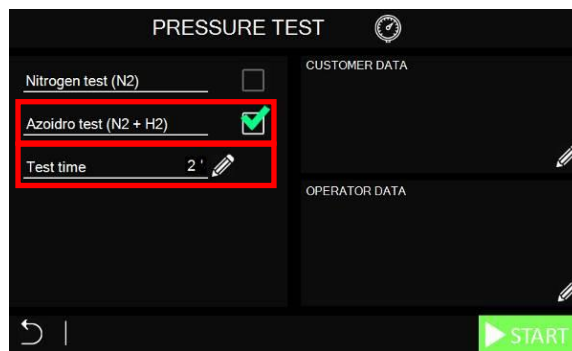 PRESSURE TEST
Nitrogen test (N2)
Azoidro test (N2 + H2)
Test time 2 '
CUSTOMER DATA
OPERATOR DATA
START